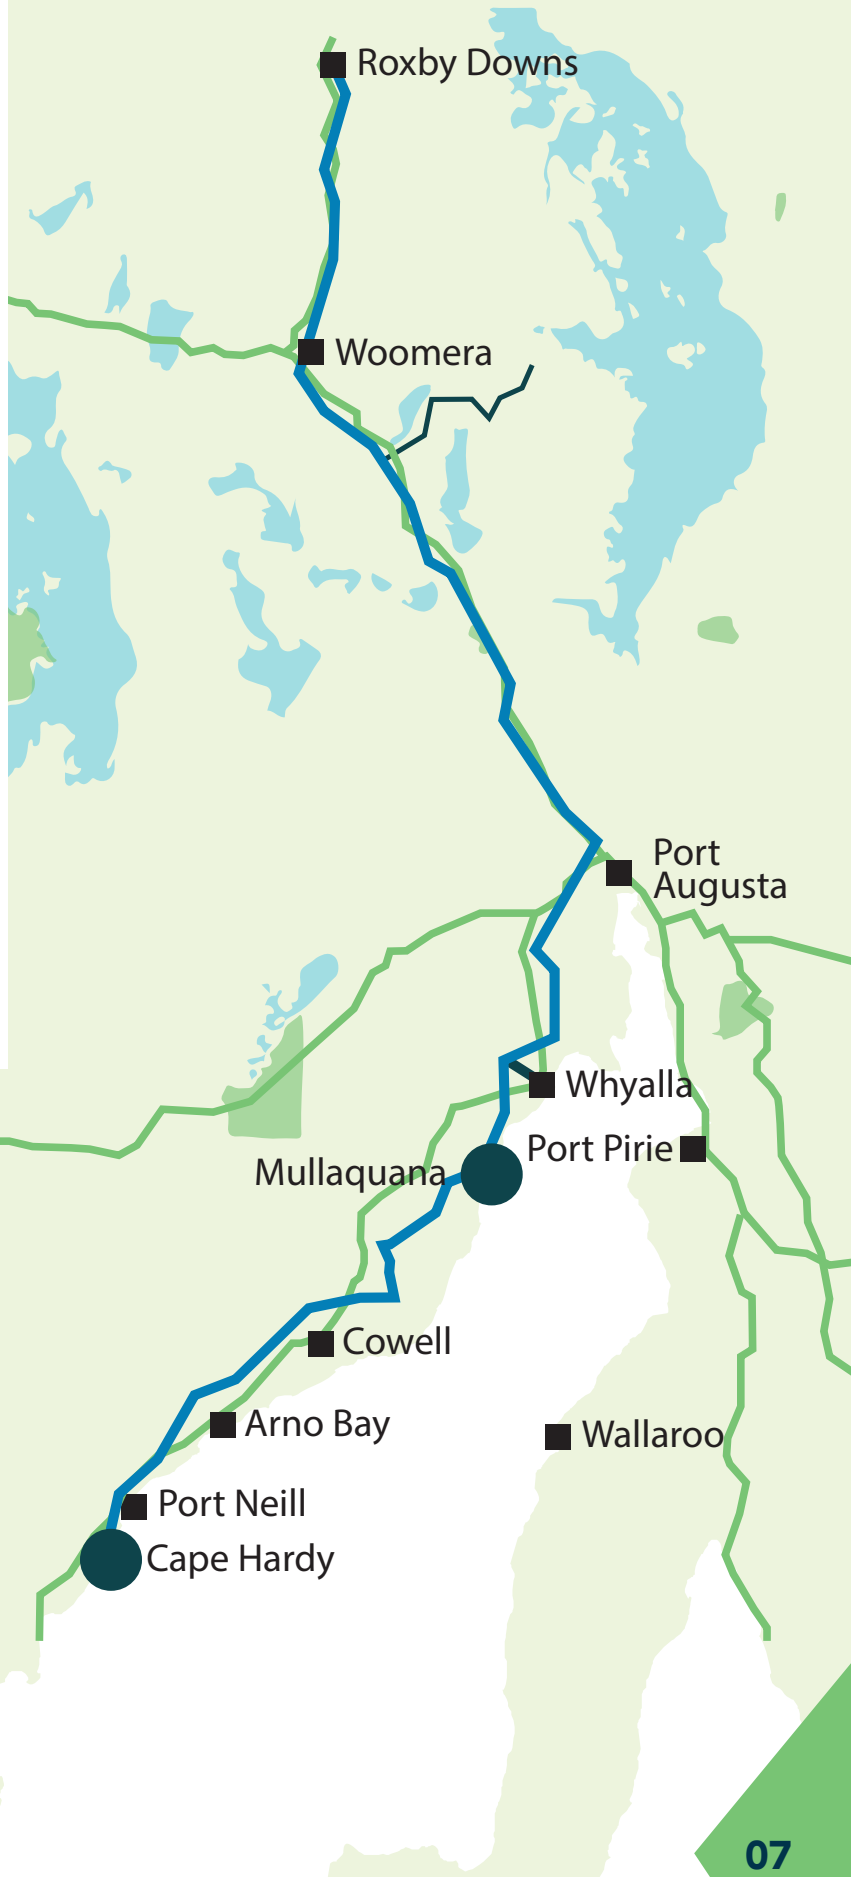 Roxby Downs
Woomera
Port
Augusta
Whyalla
Port Pirie
Mullaquana
Cowell
Arno Bay
Wallaroo
Port Neill
Cape Hardy
07